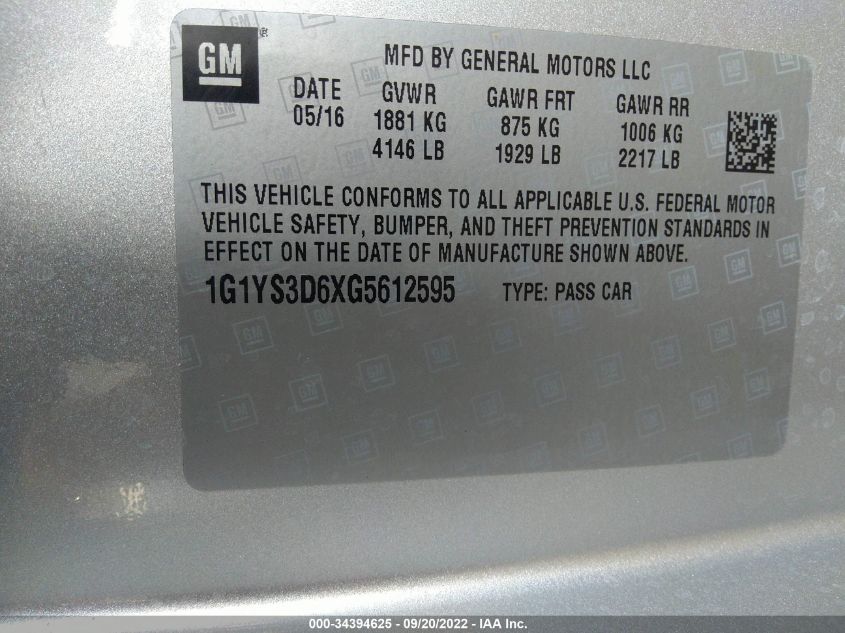 GM ®
MFD BY GENERAL MOTORS LLC
DATE GVWR GAWR FRT GAWR RR
05/16 1881 KG 875 KG 1006 KG
4146 LB 1929 LB 2217 LB
THIS VEHICLE CONFORMS TO ALL APPLICABLE U.S. FEDERAL MOTOR
VEHICLE SAFETY, BUMPER, AND THEFT PREVENTION STANDARDS IN
EFFECT ON THE DATE OF MANUFACTURE SHOWN ABOVE.
1G1YS3D6XG5612595 TYPE: PASS CAR
000-34394625 - 09/20/2022 - IAA Inc.